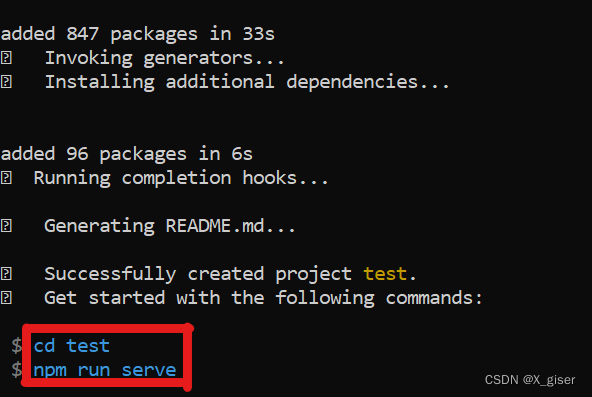 added 847 packages in 33s
Invoking generators...
Installing additional dependencies...
added 96 packages in 6s
Running completion hooks...
Generating README.md...
Successfully created project test.
Get started with the following commands:
$ cd test
$ npm run serve
CSDN @X_giser